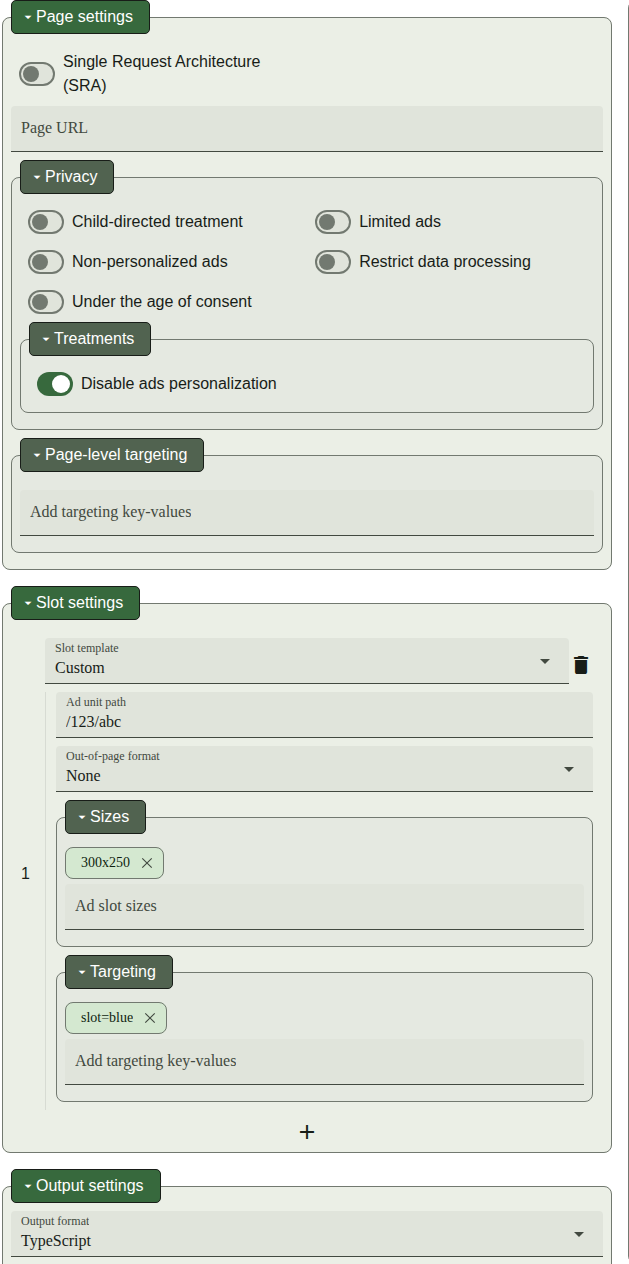 Page settings
Single Request Architecture
(SRA)
Page URL
Privacy
Child-directed treatment
Limited ads
Non-personalized ads
Restrict data processing
Under the age of consent
Treatments
Disable ads personalization
Page-level targeting
Add targeting key-values
Slot settings
Slot template
Custom
Ad unit path
/123/abc
Out-of-page format
None
Sizes
1
300x250
Ad slot sizes
Targeting
slot=blue
Add targeting key-values
+
Output settings
Output format
TypeScript